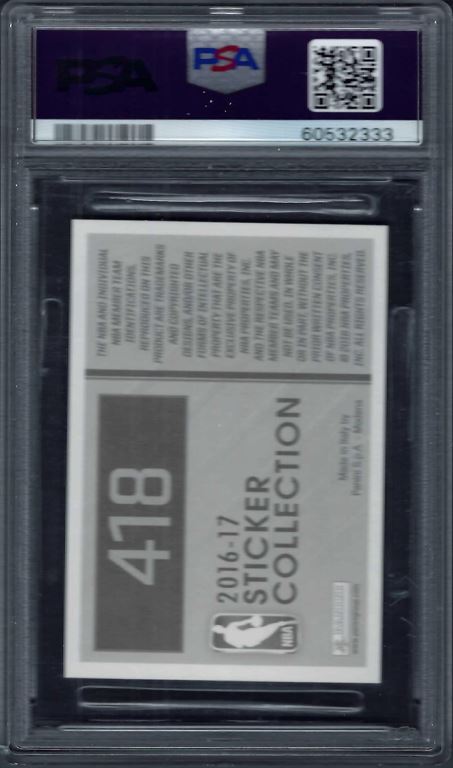 PSA
PSA
60532333
THE NBA AND INDIVIDUAL
NBA MEMBER TEAM
IDENTIFICATIONS,
REPRODUCED ON THIS
PRODUCT ARE TRADEMARKS
AND COPYRIGHTED
DESIGNS, AND/OR OTHER
FORMS OF INTELLECTUAL
PROPERTY THAT ARE THE
EXCLUSIVE PROPERTY OF
NBA PROPERTIES, INC.
AND THE RESPECTIVE NBA
MEMBER TEAMS AND MAY
NOT BE USED, IN WHOLE
OR IN PART, WITHOUT THE
PRIOR WRITTEN CONSENT
OF NBA PROPERTIES, INC.
NBA PROPERTIES,
INC. ALL RIGHTS RESERVED.
418
2016-17
STICKER
COLLECTION
NBA
Made in Italy by
Panini S.p.A. - Modena